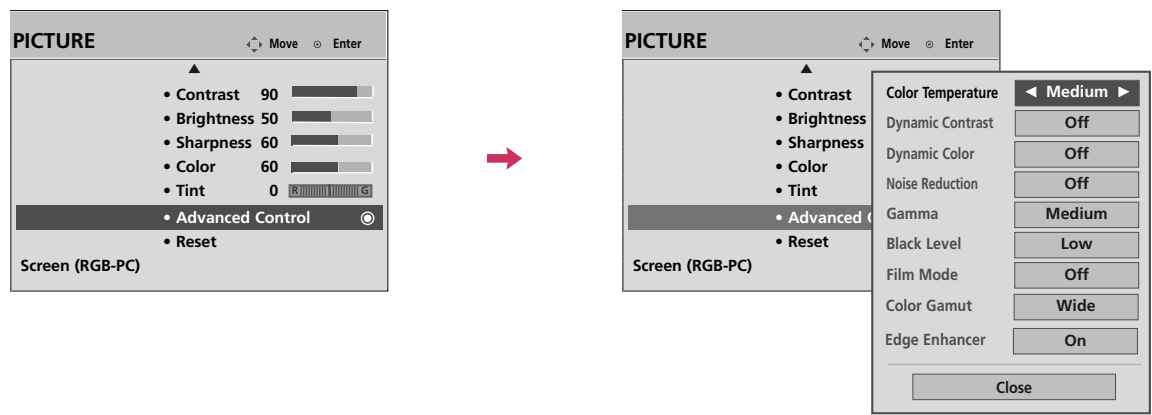 PICTURE Move Enter
• Contrast 90
• Brightness 50
• Sharpness 60
• Color 60
• Tint 0 R G
• Advanced Control
• Reset
Screen (RGB-PC)
PICTURE Move Enter
• Contrast
• Brightness
• Sharpness
• Color
• Tint
• Advanced
• Reset
Screen (RGB-PC)
Color Temperature ◀ Medium ▶
Dynamic Contrast Off
Dynamic Color Off
Noise Reduction Off
Gamma Medium
Black Level Low
Film Mode Off
Color Gamut Wide
Edge Enhancer On
Close